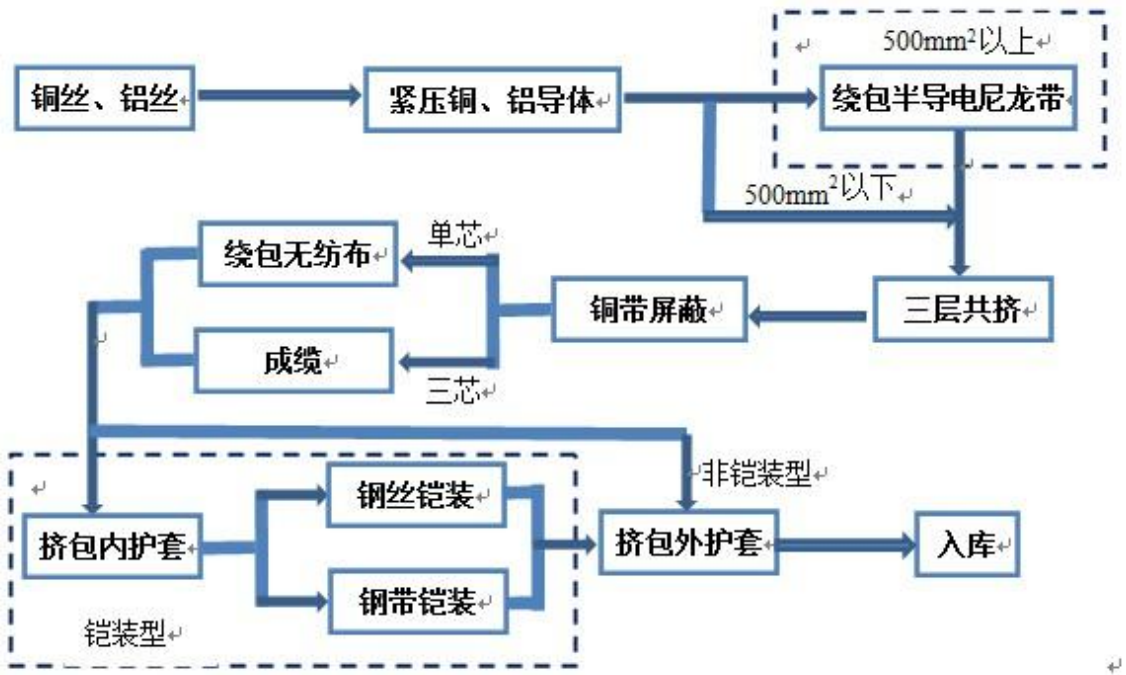 500mm²以上
铜丝、铝丝
紧压铜、铝导体
绕包半导电尼龙带
500mm²以下
单芯
绕包无纺布
铜带屏蔽
三层共挤
成缆
三芯
非铠装型
钢丝铠装
挤包内护套
挤包外护套
入库
钢带铠装
铠装型